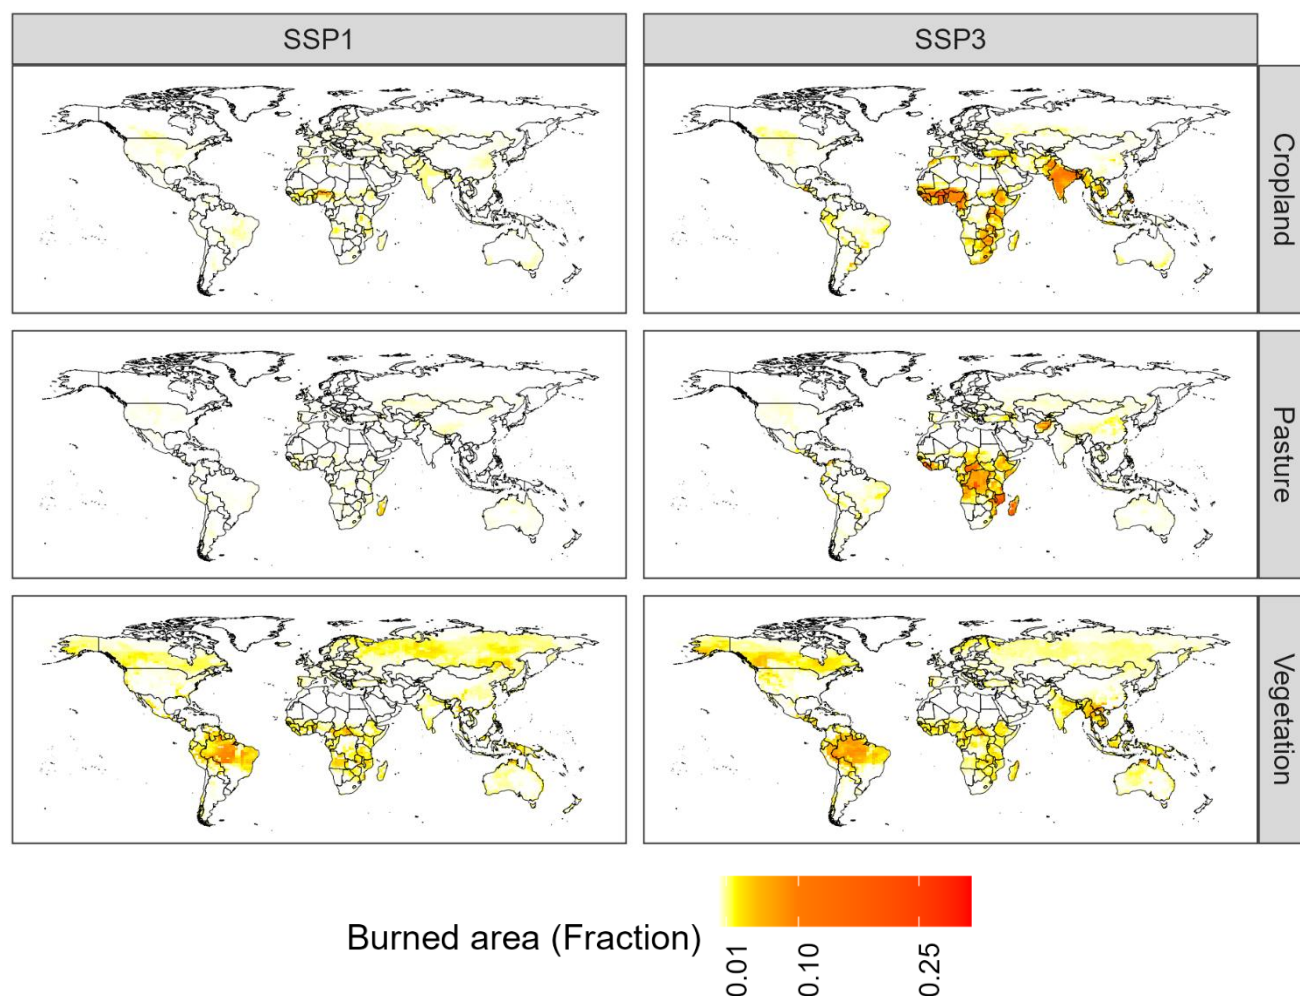 SSP1
SSP3
Cropland
Pasture
Vegetation
Burned area (Fraction)
0.01
0.10
0.25